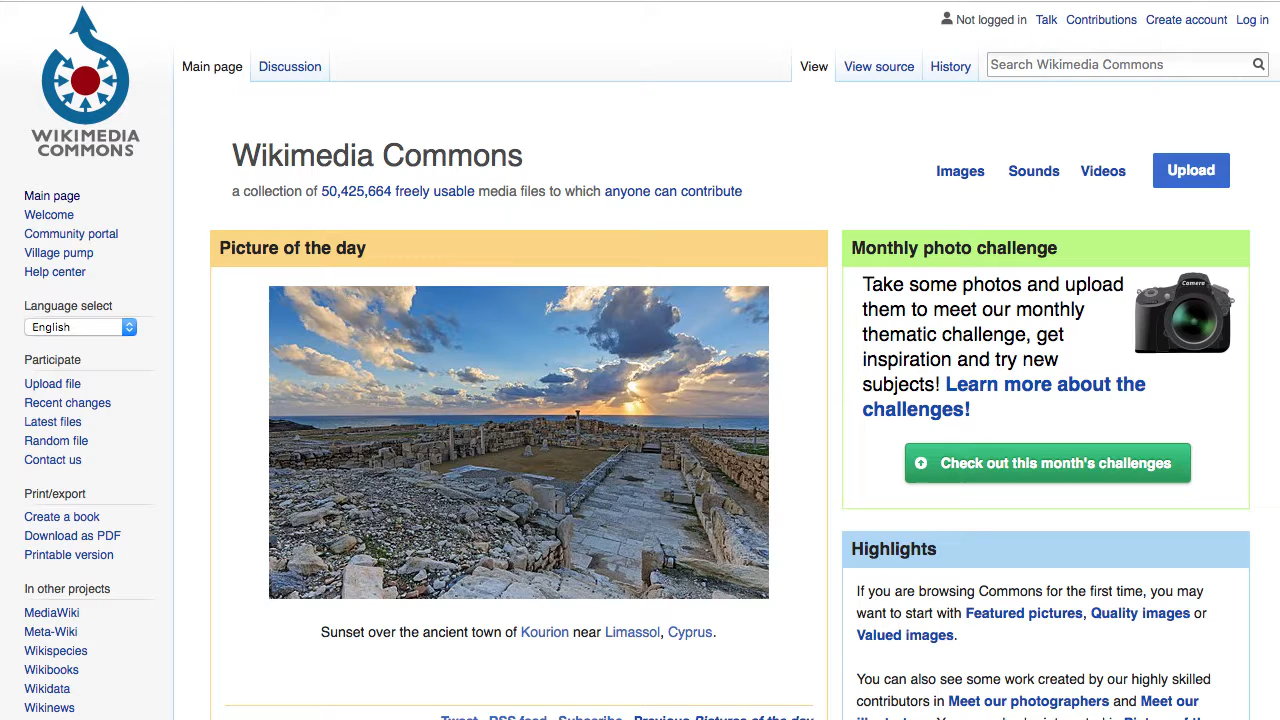 Not logged in Talk Contributions Create account Log in
Main page Discussion View View source History Search Wikimedia Commons
WIKIMEDIA
COMMONS
Main page
Welcome
Community portal
Village pump
Help center
Language select
English
Participate
Upload file
Recent changes
Latest files
Random file
Contact us
Print/export
Create a book
Download as PDF
Printable version
In other projects
MediaWiki
Meta-Wiki
Wikispecies
Wikibooks
Wikidata
Wikinews
Wikimedia Commons
a collection of 50,425,664 freely usable media files to which anyone can contribute
Images Sounds Videos Upload
Picture of the day
Sunset over the ancient town of Kourion near Limassol, Cyprus.
Tweet RSS feed Subscribe Previous Pictures of the day
Monthly photo challenge
Take some photos and upload
them to meet our monthly
thematic challenge, get
inspiration and try new
subjects! Learn more about the
challenges!
Camera
Check out this month's challenges
Highlights
If you are browsing Commons for the first time, you may
want to start with Featured pictures, Quality images or
Valued images.
You can also see some work created by our highly skilled
contributors in Meet our photographers and Meet our